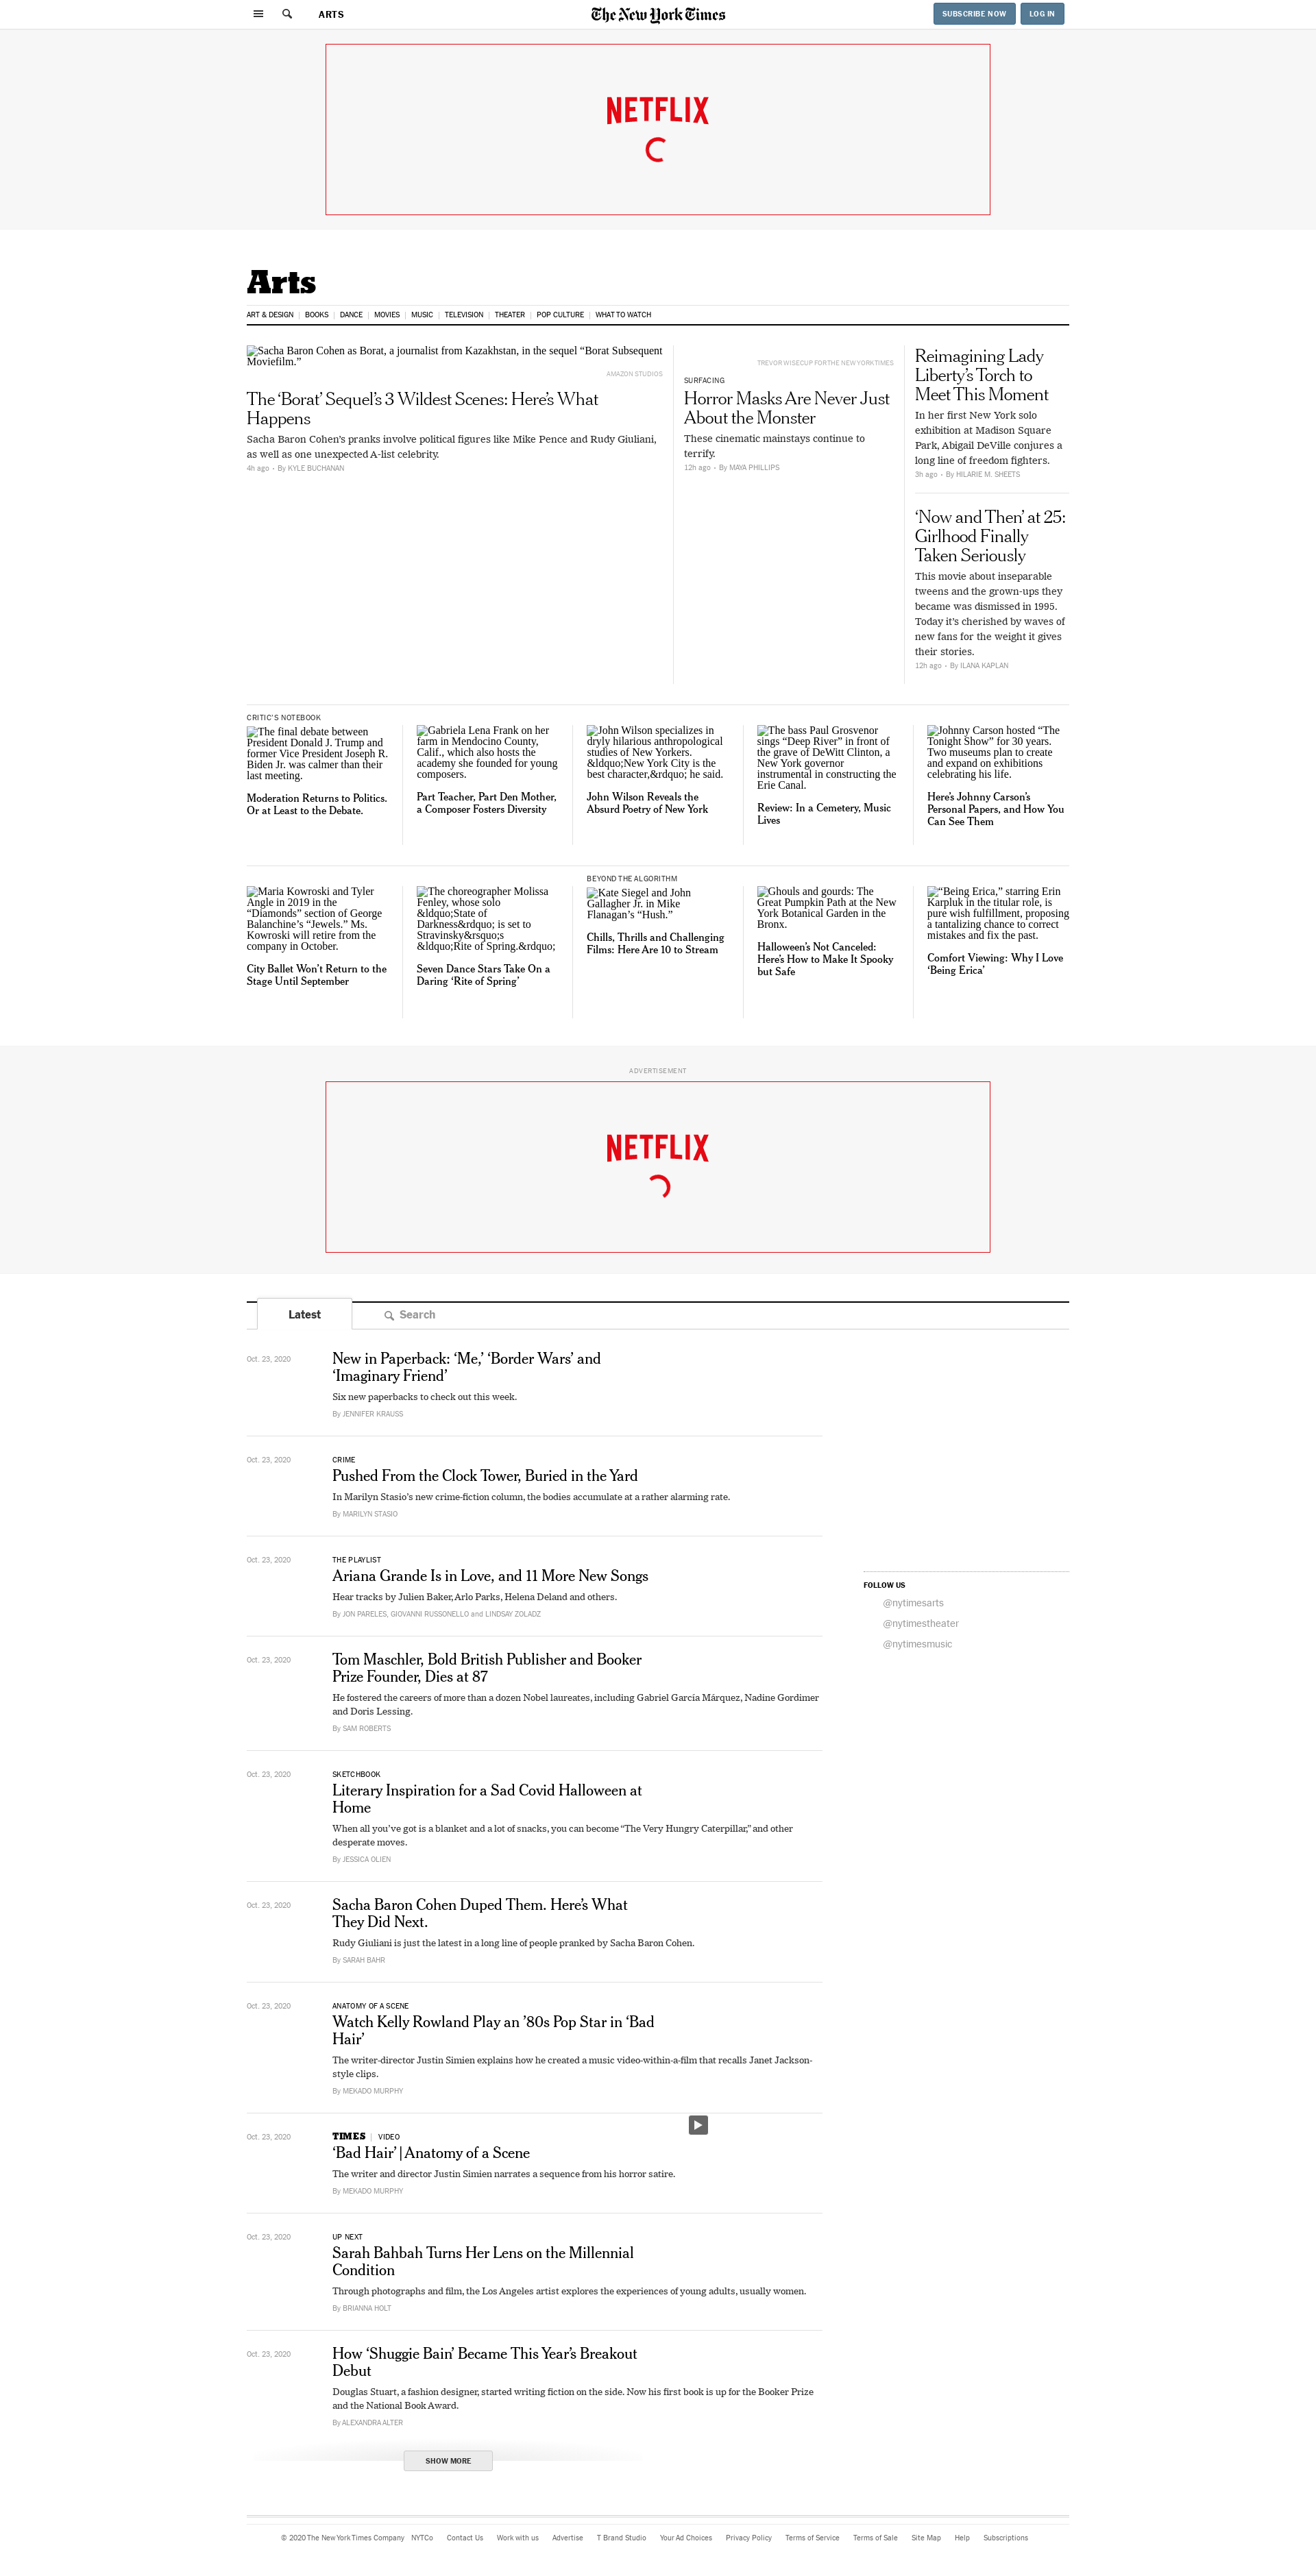 ARTS
The New York Times
SUBSCRIBE NOW
LOG IN
NETFLIX
Arts
ART & DESIGN
BOOKS
DANCE
MOVIES
MUSIC
TELEVISION
THEATER
POP CULTURE
WHAT TO WATCH
Sacha Baron Cohen as Borat, a journalist from Kazakhstan, in the sequel “Borat Subsequent
Moviefilm.”
AMAZON STUDIOS
The ‘Borat’ Sequel’s 3 Wildest Scenes: Here’s What
Happens
Sacha Baron Cohen’s pranks involve political figures like Mike Pence and Rudy Giuliani,
as well as one unexpected A-list celebrity.
4h ago • By KYLE BUCHANAN
TREVOR WISECUP FOR THE NEW YORK TIMES
SURFACING
Horror Masks Are Never Just
About the Monster
These cinematic mainstays continue to
terrify.
12h ago • By MAYA PHILLIPS
Reimagining Lady
Liberty’s Torch to
Meet This Moment
In her first New York solo
exhibition at Madison Square
Park, Abigail DeVille conjures a
long line of freedom fighters.
3h ago • By HILARIE M. SHEETS
‘Now and Then’ at 25:
Girlhood Finally
Taken Seriously
This movie about inseparable
tweens and the grown-ups they
became was dismissed in 1995.
Today it’s cherished by waves of
new fans for the weight it gives
their stories.
12h ago • By ILANA KAPLAN
CRITIC’S NOTEBOOK
The final debate between
President Donald J. Trump and
former Vice President Joseph R.
Biden Jr. was calmer than their
last meeting.
Moderation Returns to Politics.
Or at Least to the Debate.
Gabriela Lena Frank on her
farm in Mendocino County,
Calif., which also hosts the
academy she founded for young
composers.
Part Teacher, Part Den Mother,
a Composer Fosters Diversity
John Wilson specializes in
dryly hilarious anthropological
studies of New Yorkers.
&ldquo;New York City is the
best character,&rdquo; he said.
John Wilson Reveals the
Absurd Poetry of New York
The bass Paul Grosvenor
sings “Deep River” in front of
the grave of DeWitt Clinton, a
New York governor
instrumental in constructing the
Erie Canal.
Review: In a Cemetery, Music
Lives
Johnny Carson hosted “The
Tonight Show” for 30 years.
Two museums plan to create
and expand on exhibitions
celebrating his life.
Here’s Johnny Carson’s
Personal Papers, and How You
Can See Them
Maria Kowroski and Tyler
Angle in 2019 in the
“Diamonds” section of George
Balanchine’s “Jewels.” Ms.
Kowroski will retire from the
company in October.
City Ballet Won’t Return to the
Stage Until September
The choreographer Molissa
Fenley, whose solo
&ldquo;State of
Darkness&rdquo; is set to
Stravinsky&rsquo;s
&ldquo;Rite of Spring.&rdquo;
Seven Dance Stars Take On a
Daring ‘Rite of Spring’
BEYOND THE ALGORITHM
Kate Siegel and John
Gallagher Jr. in Mike
Flanagan’s “Hush.”
Chills, Thrills and Challenging
Films: Here Are 10 to Stream
Ghouls and gourds: The
Great Pumpkin Path at the New
York Botanical Garden in the
Bronx.
Halloween’s Not Canceled:
Here’s How to Make It Spooky
but Safe
“Being Erica,” starring Erin
Karpluk in the titular role, is
pure wish fulfillment, proposing
a tantalizing chance to correct
mistakes and fix the past.
Comfort Viewing: Why I Love
‘Being Erica’
ADVERTISEMENT
NETFLIX
Latest
Search
Oct. 23, 2020
New in Paperback: ‘Me,’ ‘Border Wars’ and
‘Imaginary Friend’
Six new paperbacks to check out this week.
By JENNIFER KRAUSS
Oct. 23, 2020
CRIME
Pushed From the Clock Tower, Buried in the Yard
In Marilyn Stasio’s new crime-fiction column, the bodies accumulate at a rather alarming rate.
By MARILYN STASIO
Oct. 23, 2020
THE PLAYLIST
Ariana Grande Is in Love, and 11 More New Songs
Hear tracks by Julien Baker, Arlo Parks, Helena Deland and others.
By JON PARELES, GIOVANNI RUSSONELLO and LINDSAY ZOLADZ
FOLLOW US
@nytimesarts
@nytimestheater
@nytimesmusic
Oct. 23, 2020
Tom Maschler, Bold British Publisher and Booker
Prize Founder, Dies at 87
He fostered the careers of more than a dozen Nobel laureates, including Gabriel García Márquez, Nadine Gordimer
and Doris Lessing.
By SAM ROBERTS
Oct. 23, 2020
SKETCHBOOK
Literary Inspiration for a Sad Covid Halloween at
Home
When all you’ve got is a blanket and a lot of snacks, you can become “The Very Hungry Caterpillar,” and other
desperate moves.
By JESSICA OLIEN
Oct. 23, 2020
Sacha Baron Cohen Duped Them. Here’s What
They Did Next.
Rudy Giuliani is just the latest in a long line of people pranked by Sacha Baron Cohen.
By SARAH BAHR
Oct. 23, 2020
ANATOMY OF A SCENE
Watch Kelly Rowland Play an ’80s Pop Star in ‘Bad
Hair’
The writer-director Justin Simien explains how he created a music video-within-a-film that recalls Janet Jackson-
style clips.
By MEKADO MURPHY
Oct. 23, 2020
TIMES | VIDEO
‘Bad Hair’ | Anatomy of a Scene
The writer and director Justin Simien narrates a sequence from his horror satire.
By MEKADO MURPHY
Oct. 23, 2020
UP NEXT
Sarah Bahbah Turns Her Lens on the Millennial
Condition
Through photographs and film, the Los Angeles artist explores the experiences of young adults, usually women.
By BRIANNA HOLT
Oct. 23, 2020
How ‘Shuggie Bain’ Became This Year’s Breakout
Debut
Douglas Stuart, a fashion designer, started writing fiction on the side. Now his first book is up for the Booker Prize
and the National Book Award.
By ALEXANDRA ALTER
SHOW MORE
© 2020 The New York Times Company NYTCo Contact Us Work with us Advertise T Brand Studio Your Ad Choices Privacy Policy Terms of Service Terms of Sale Site Map Help Subscriptions